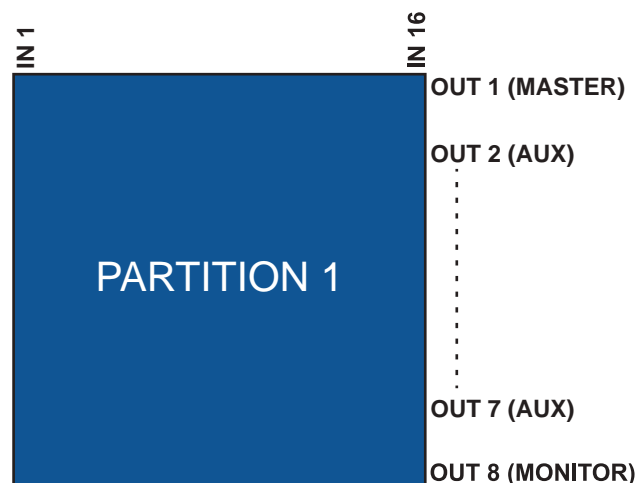 IN 1
IN 16
OUT 1 (MASTER)
OUT 2 (AUX)
PARTITION 1
OUT 7 (AUX)
OUT 8 (MONITOR)